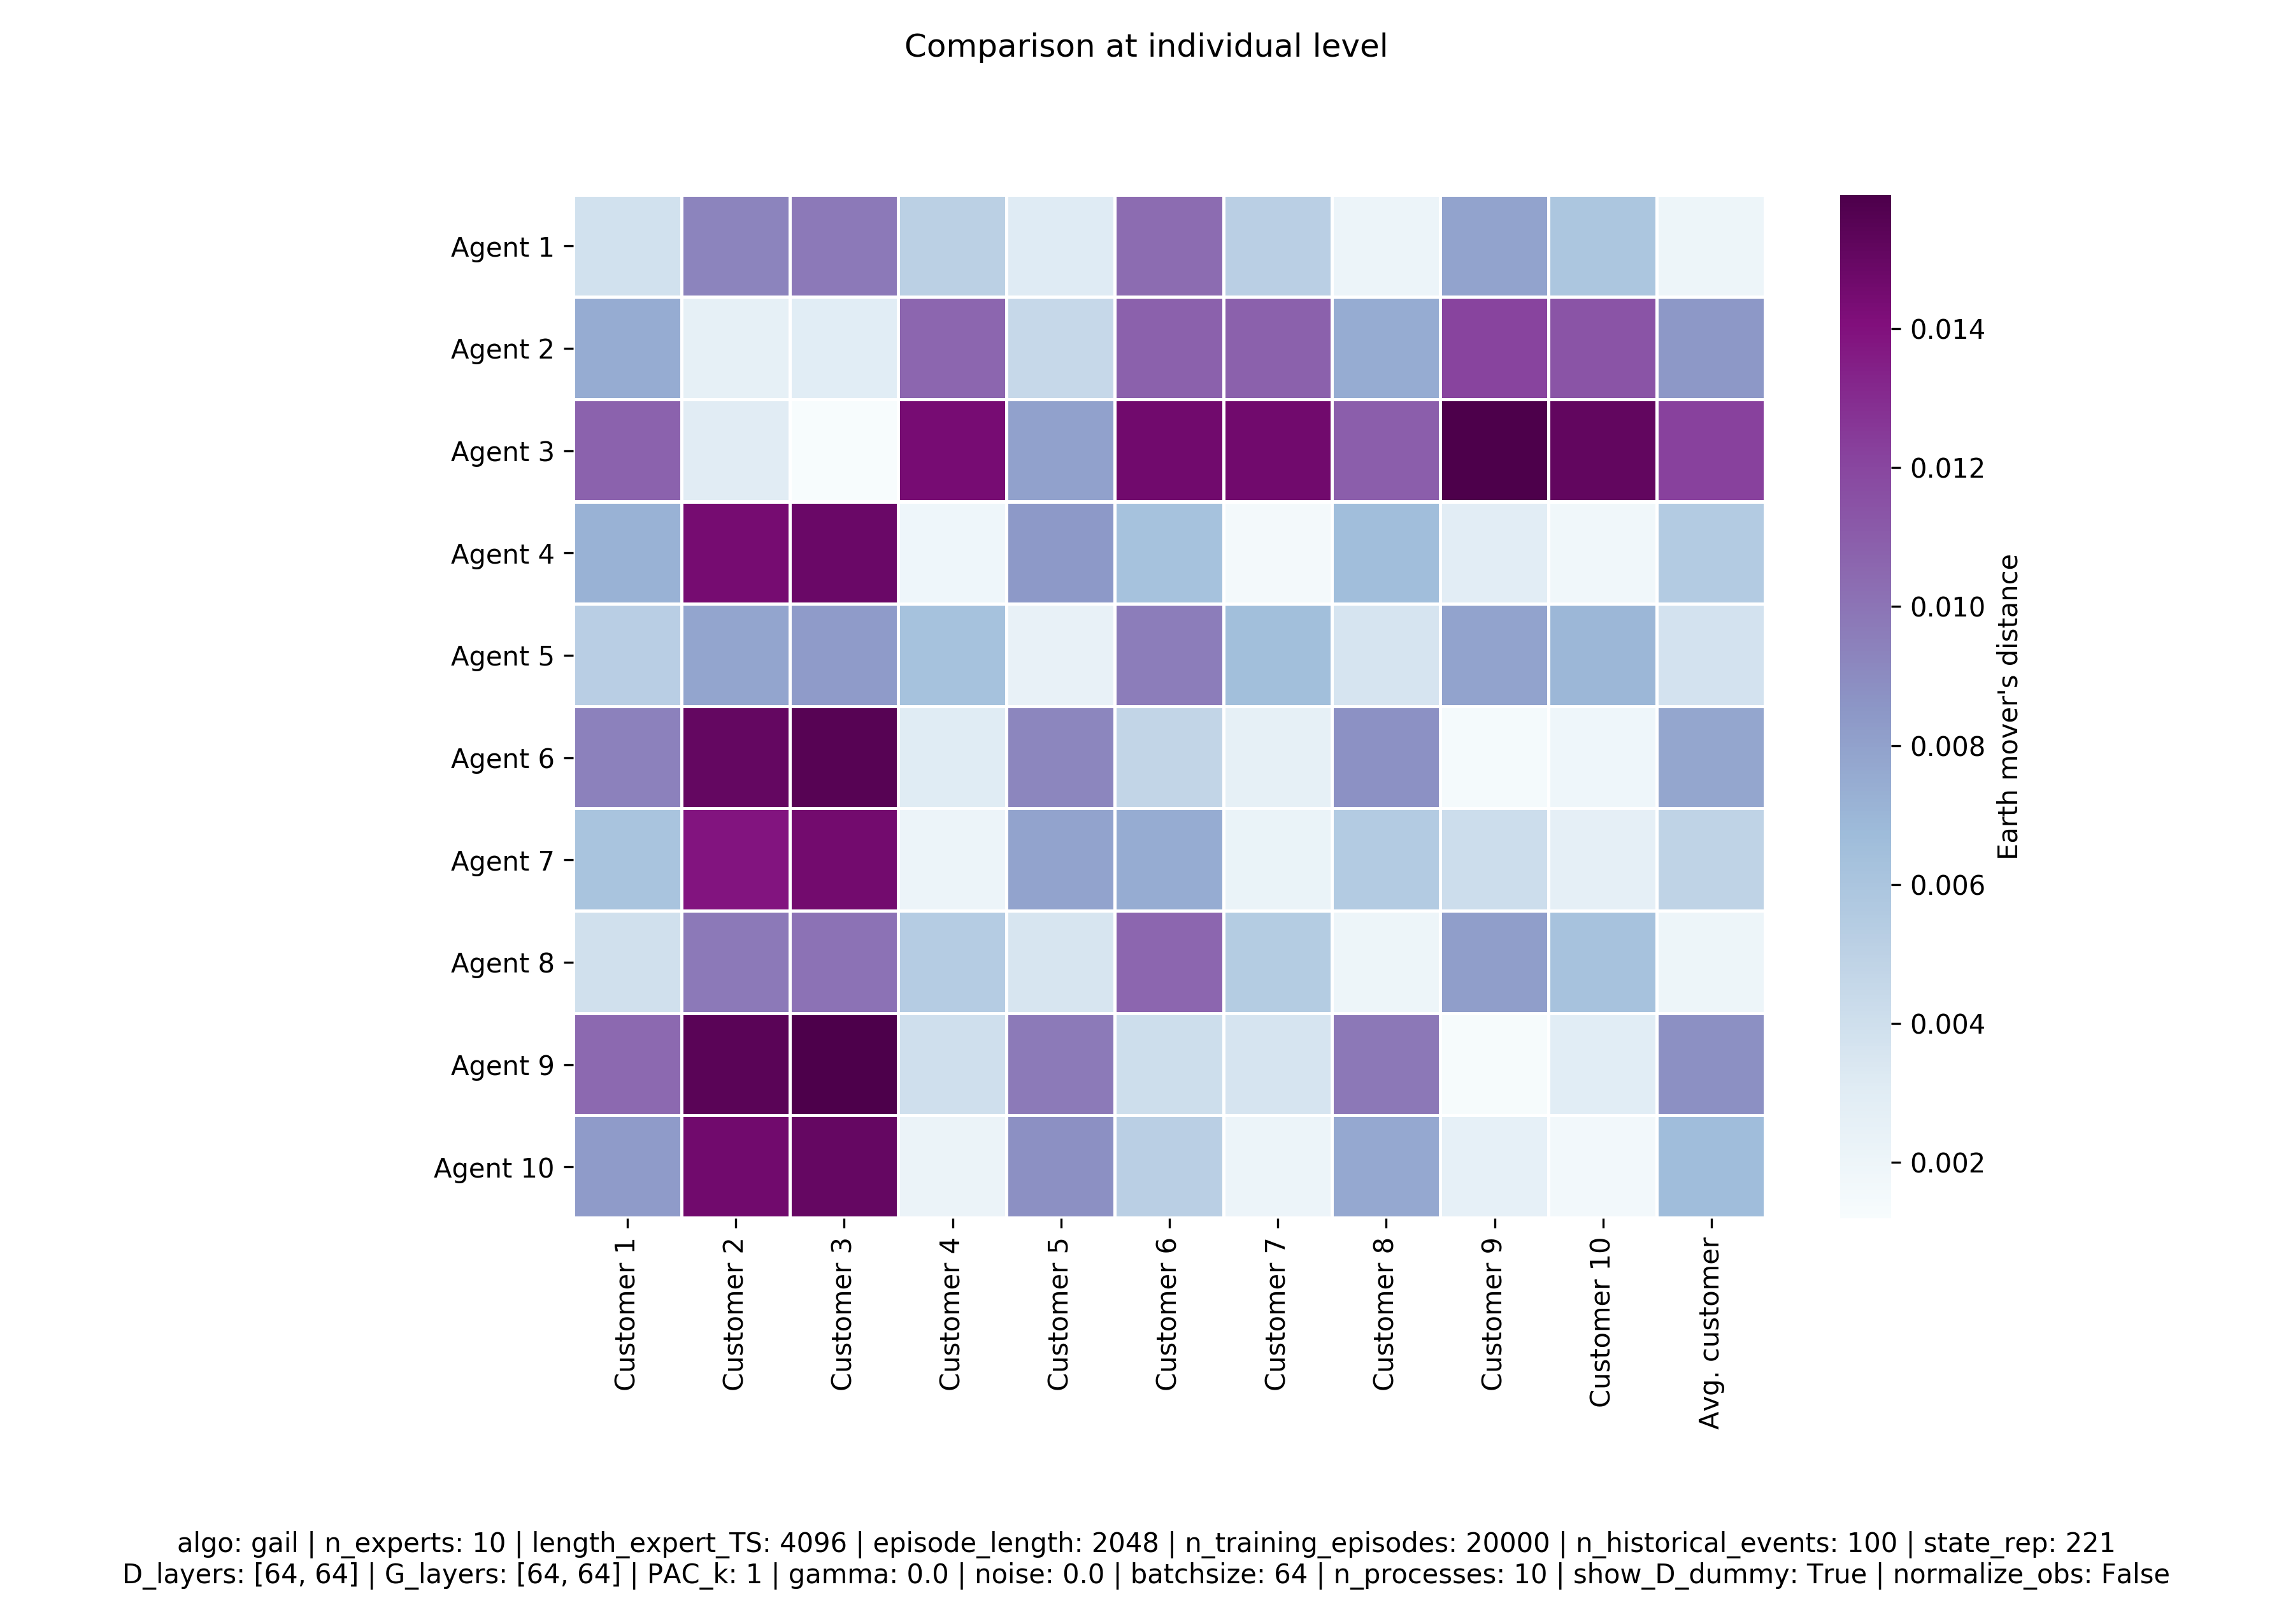 Comparison at individual level
Agent 1
Agent 2
Agent 3
Agent 4
Agent 5
Agent 6
Agent 7
Agent 8
Agent 9
Agent 10
Customer 1
Customer 2
Customer 3
Customer 4
Customer 5
Customer 6
Customer 7
Customer 8
Customer 9
Customer 10
Avg. customer
0.014
0.012
0.010
0.008
0.006
0.004
0.002
Earth mover's distance
algo: gail | n_experts: 10 | length_expert_TS: 4096 | episode_length: 2048 | n_training_episodes: 20000 | n_historical_events: 100 | state_rep: 221
D_layers: [64, 64] | G_layers: [64, 64] | PAC_k: 1 | gamma: 0.0 | noise: 0.0 | batchsize: 64 | n_processes: 10 | show_D_dummy: True | normalize_obs: False